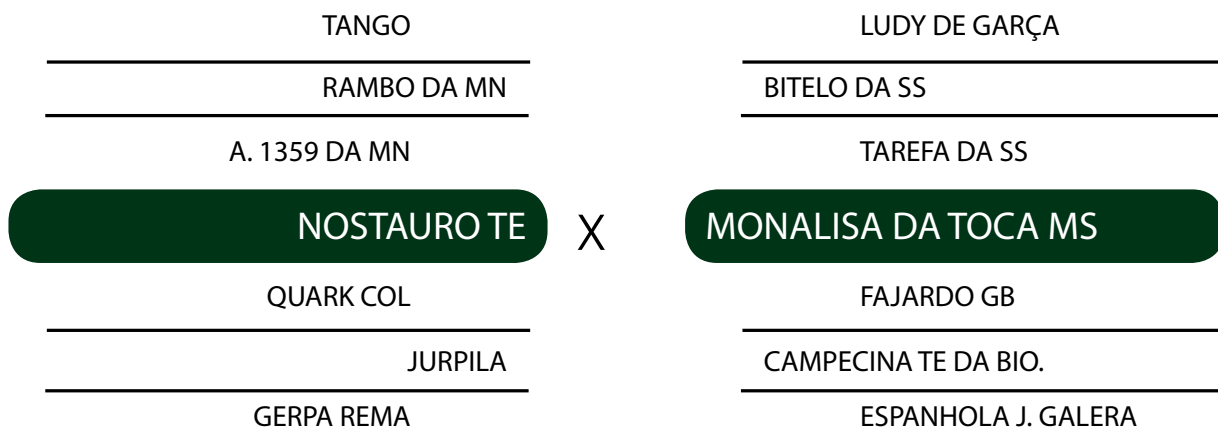 TANGO
RAMBO DA MN
A. 1359 DA MN
NOSTAURO TE
QUARK COL
JURPILA
GERPA REMA
X
LUDY DE GARÇA
BITELO DA SS
TAREFA DA SS
MONALISA DA TOCA MS
FAJARDO GB
CAMPECINA TE DA BIO.
ESPANHOLA J. GALERA